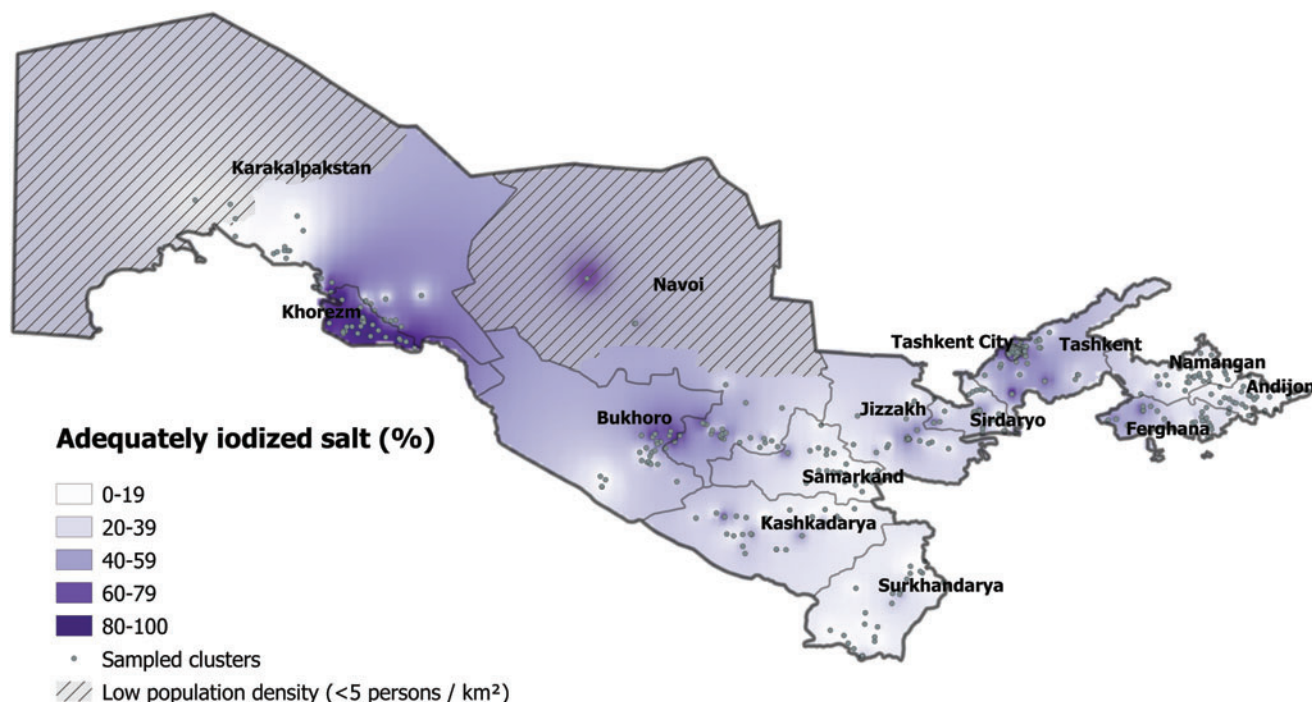 Karakalpakstan
Navoi
Khorezm
Tashkent City
Tashkent
Namangan
Andijon
Bukhoro
Jizzakh
Sirdaryo
Ferghana
Samarkand
Kashkadarya
Surkhandarya
Adequately iodized salt (%)
0-19
20-39
40-59
60-79
80-100
Sampled clusters
Low population density (<5 persons / km²)